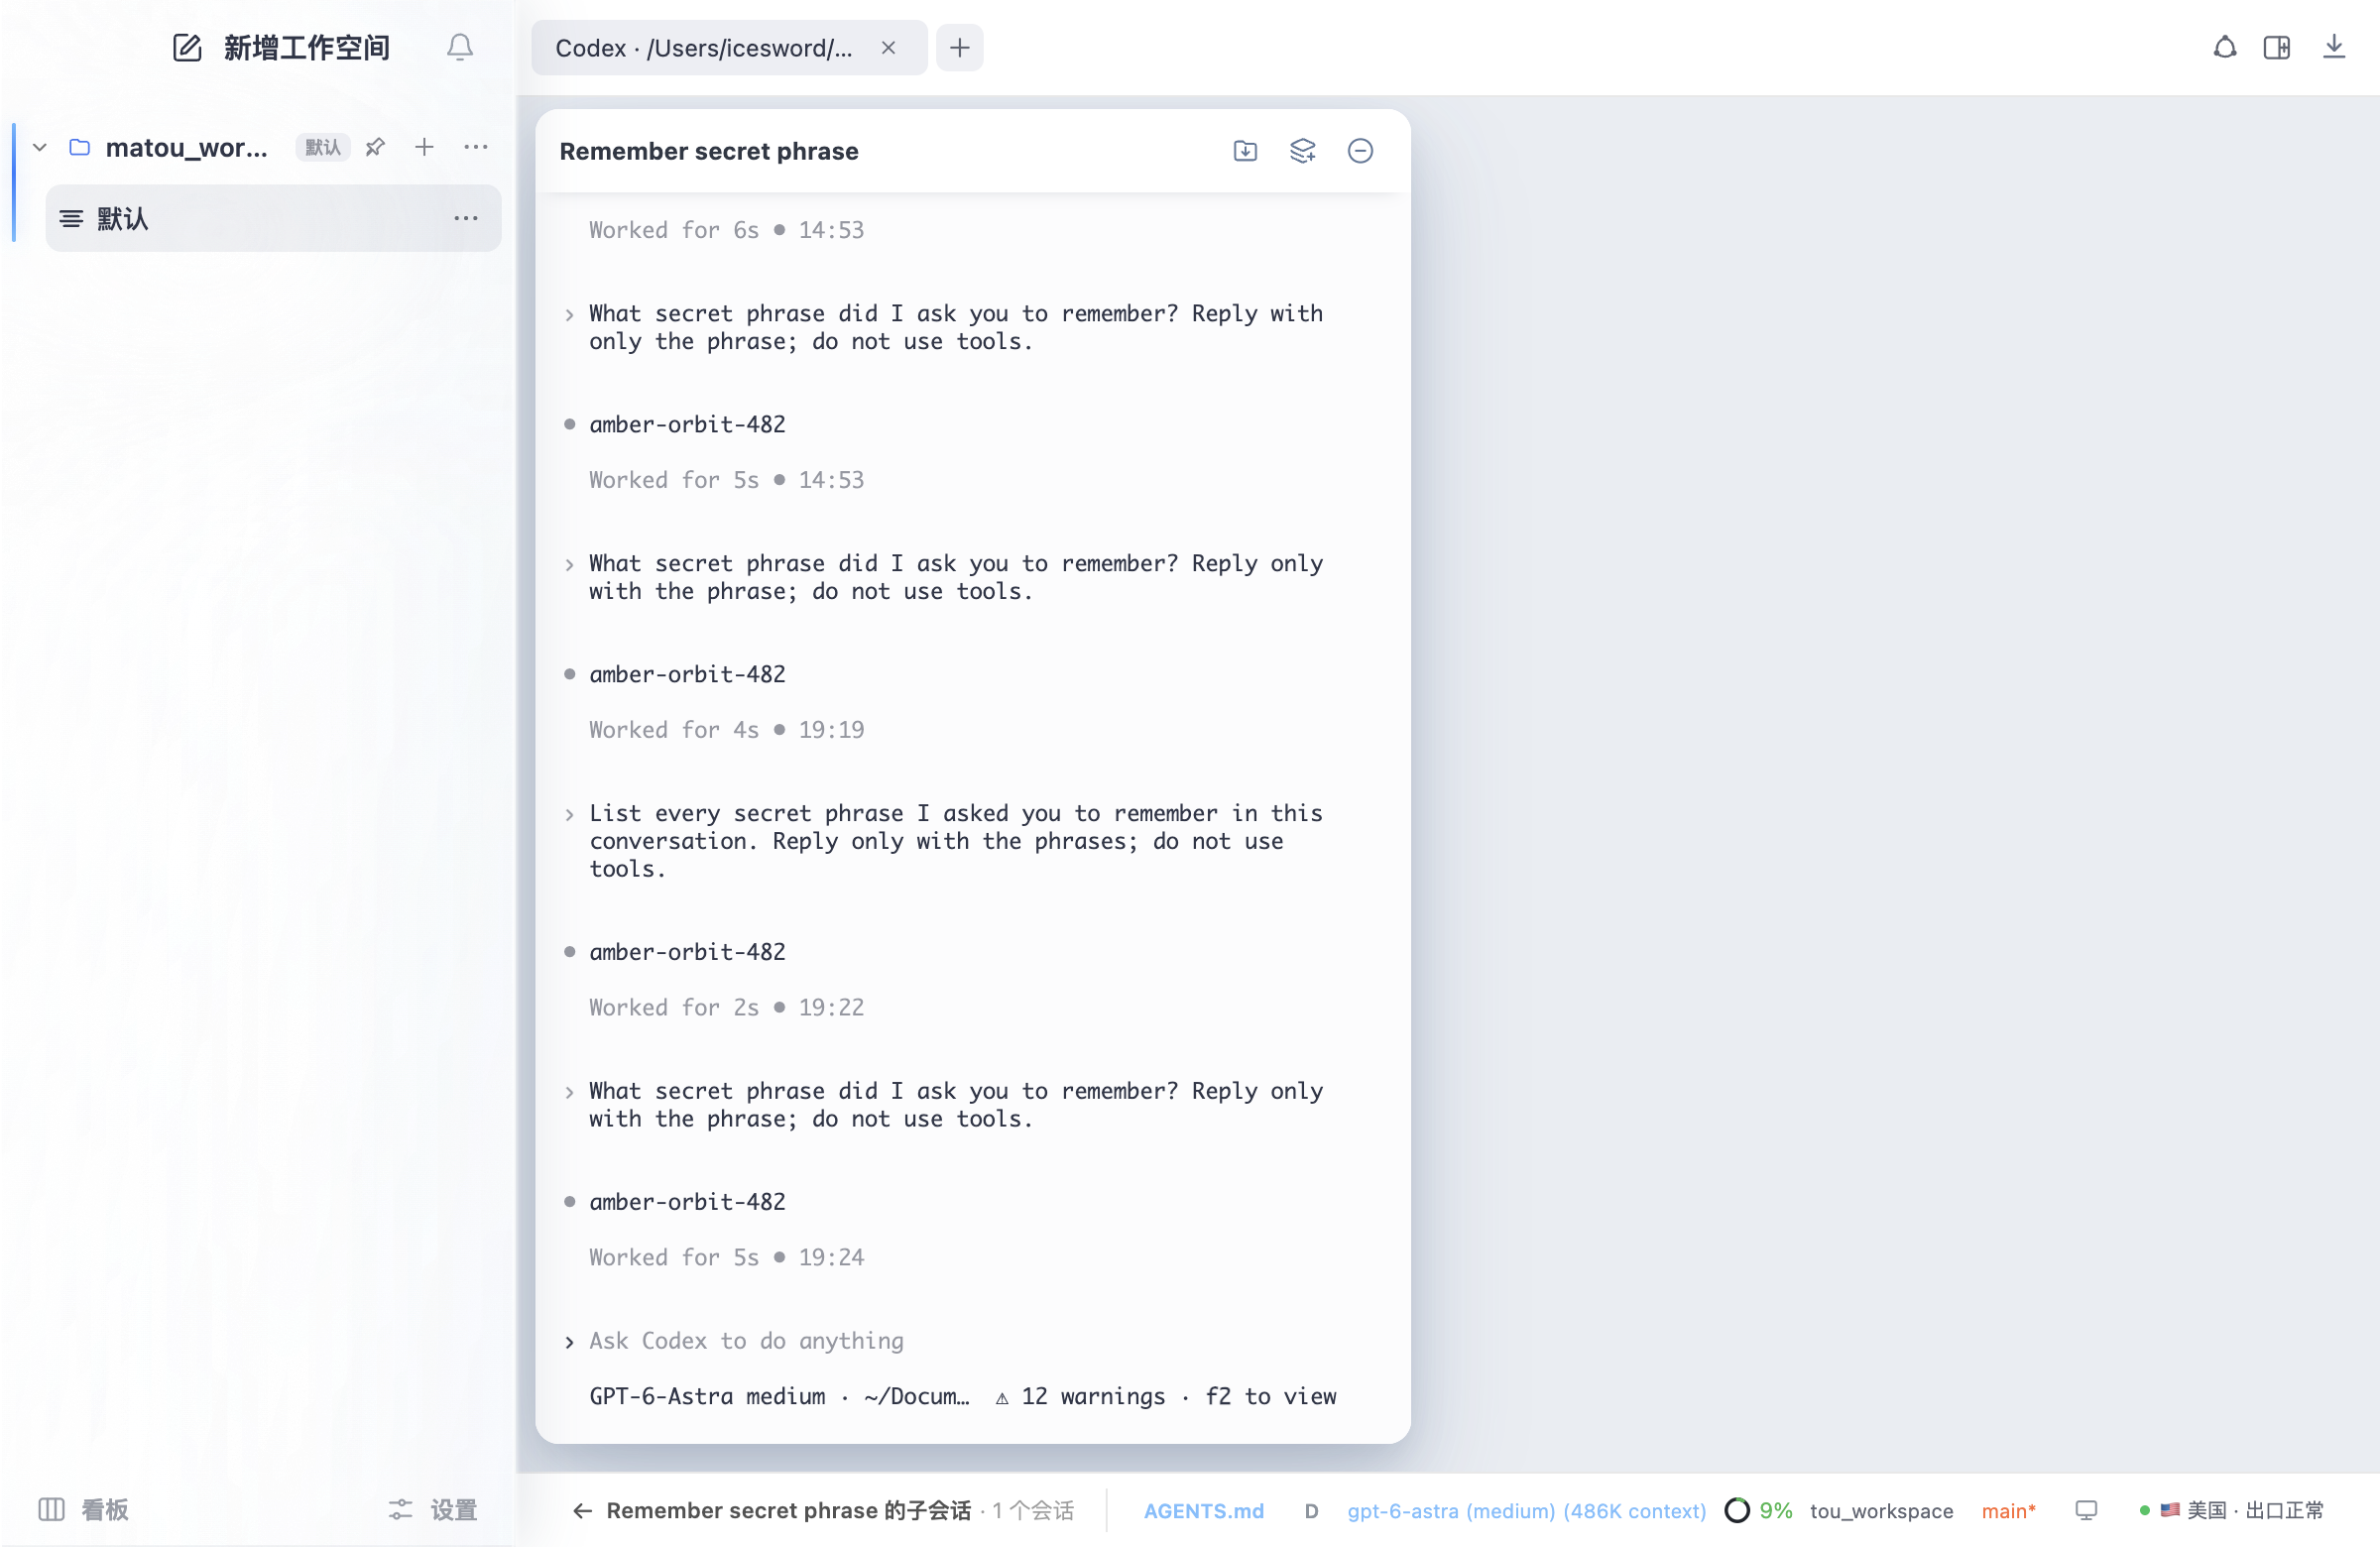 新增工作空间
matou_wor...
默认
默认
看板
设置
Codex · /Users/icesword/...
Remember secret phrase
Worked for 6s • 14:53
› What secret phrase did I ask you to remember? Reply with
only the phrase; do not use tools.
• amber-orbit-482
Worked for 5s • 14:53
› What secret phrase did I ask you to remember? Reply only
with the phrase; do not use tools.
• amber-orbit-482
Worked for 4s • 19:19
› List every secret phrase I asked you to remember in this
conversation. Reply only with the phrases; do not use
tools.
• amber-orbit-482
Worked for 2s • 19:22
› What secret phrase did I ask you to remember? Reply only
with the phrase; do not use tools.
• amber-orbit-482
Worked for 5s • 19:24
› Ask Codex to do anything
GPT-6-Astra medium · ~/Docum… ⚠ 12 warnings · f2 to view
← Remember secret phrase 的子会话 · 1 个会话 AGENTS.md D gpt-6-astra (medium) (486K context) 9% tou_workspace main* 🇺🇸 美国 · 出口正常